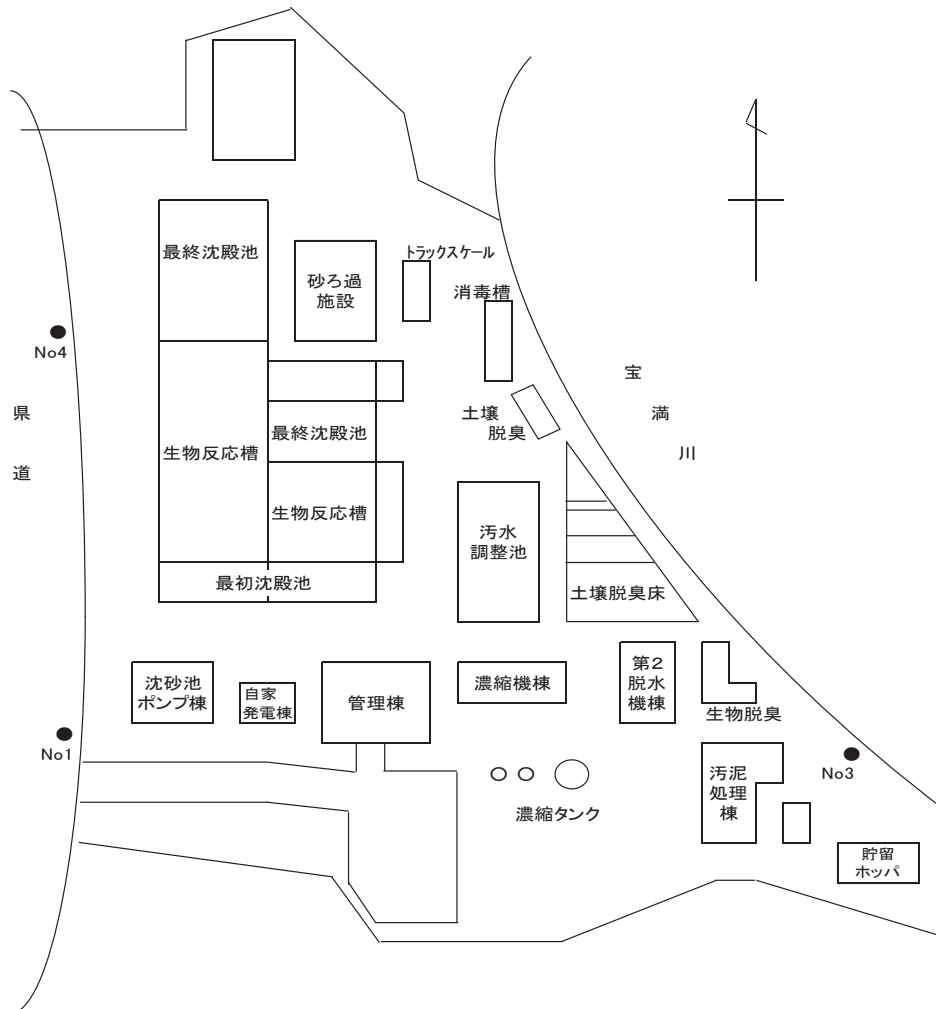 最終沈殿池
砂ろ過
施設
トラックスケール
消毒槽
No4
県
道
宝
満
川
土壌
脱臭
最終沈殿池
生物反応槽
生物反応槽
汚水
調整池
最初沈殿池
土壌脱臭床
沈砂池
ポンプ棟
自家
発電棟
管理棟
濃縮機棟
第2
脱水
機棟
生物脱臭
No1
No3
汚泥
処理
棟
濃縮タンク
貯留
ホッパ